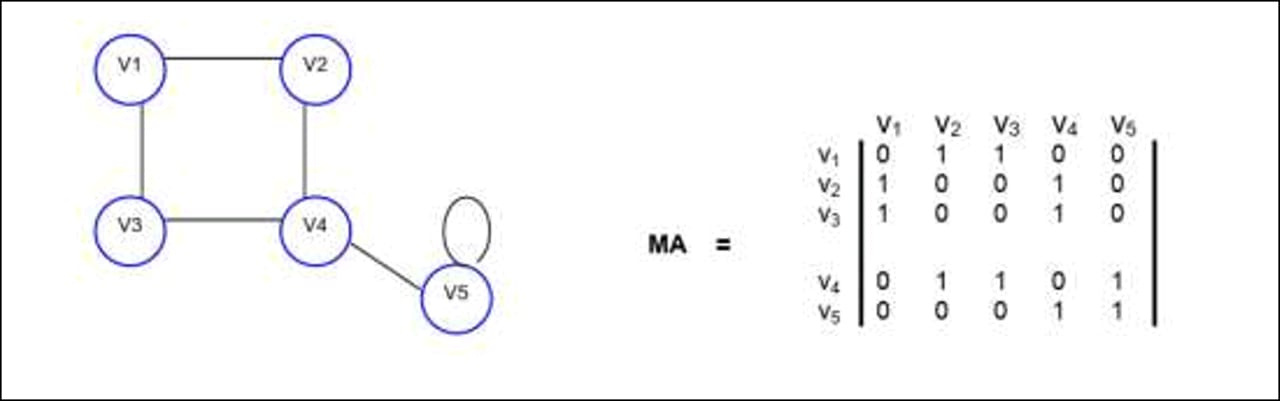 V1 V2
V3 V4
V5
MA =
V₁ V₂ V₃ V₄ V₅
V₁ 0 1 1 0 0
V₂ 1 0 0 1 0
V₃ 1 0 0 1 0
V₄ 0 1 1 0 1
V₅ 0 0 0 1 1